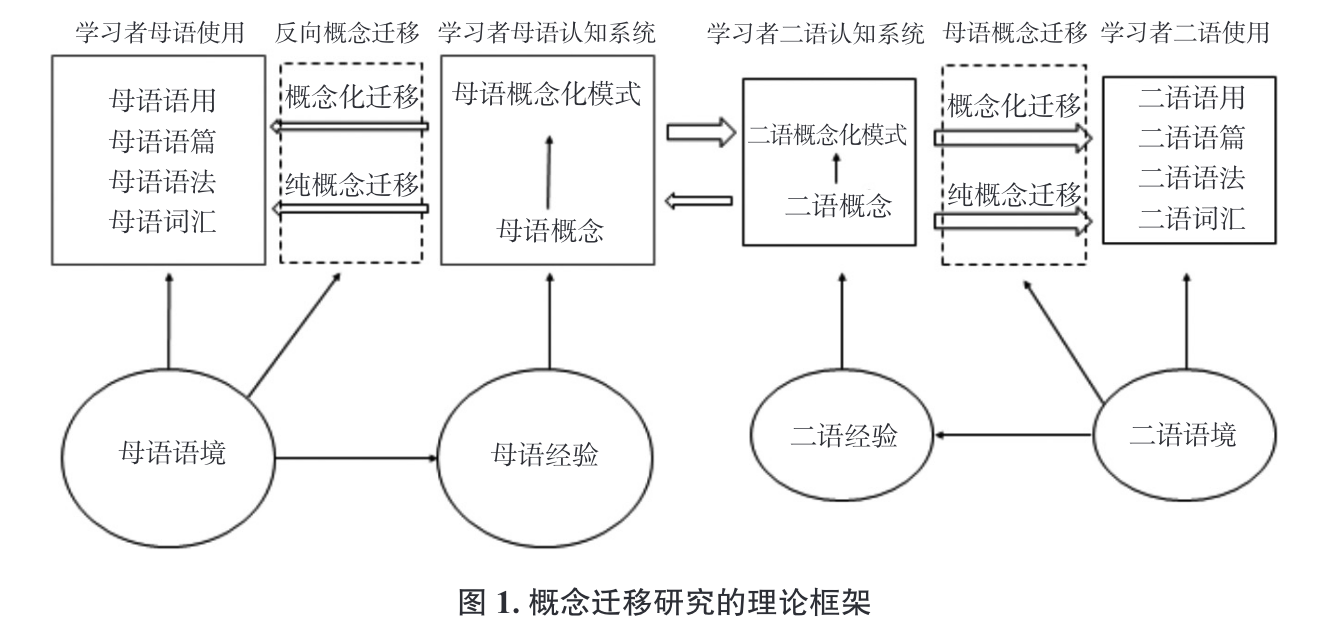 学习者母语使用
反向概念迁移
学习者母语认知系统
学习者二语认知系统
母语概念迁移
学习者二语使用
母语语用
母语语篇
母语语法
母语词汇
概念化迁移
纯概念迁移
母语概念化模式
母语概念
二语概念化模式
二语概念
概念化迁移
纯概念迁移
二语语用
二语语篇
二语语法
二语词汇
母语语境
母语经验
二语经验
二语语境
图 1. 概念迁移研究的理论框架